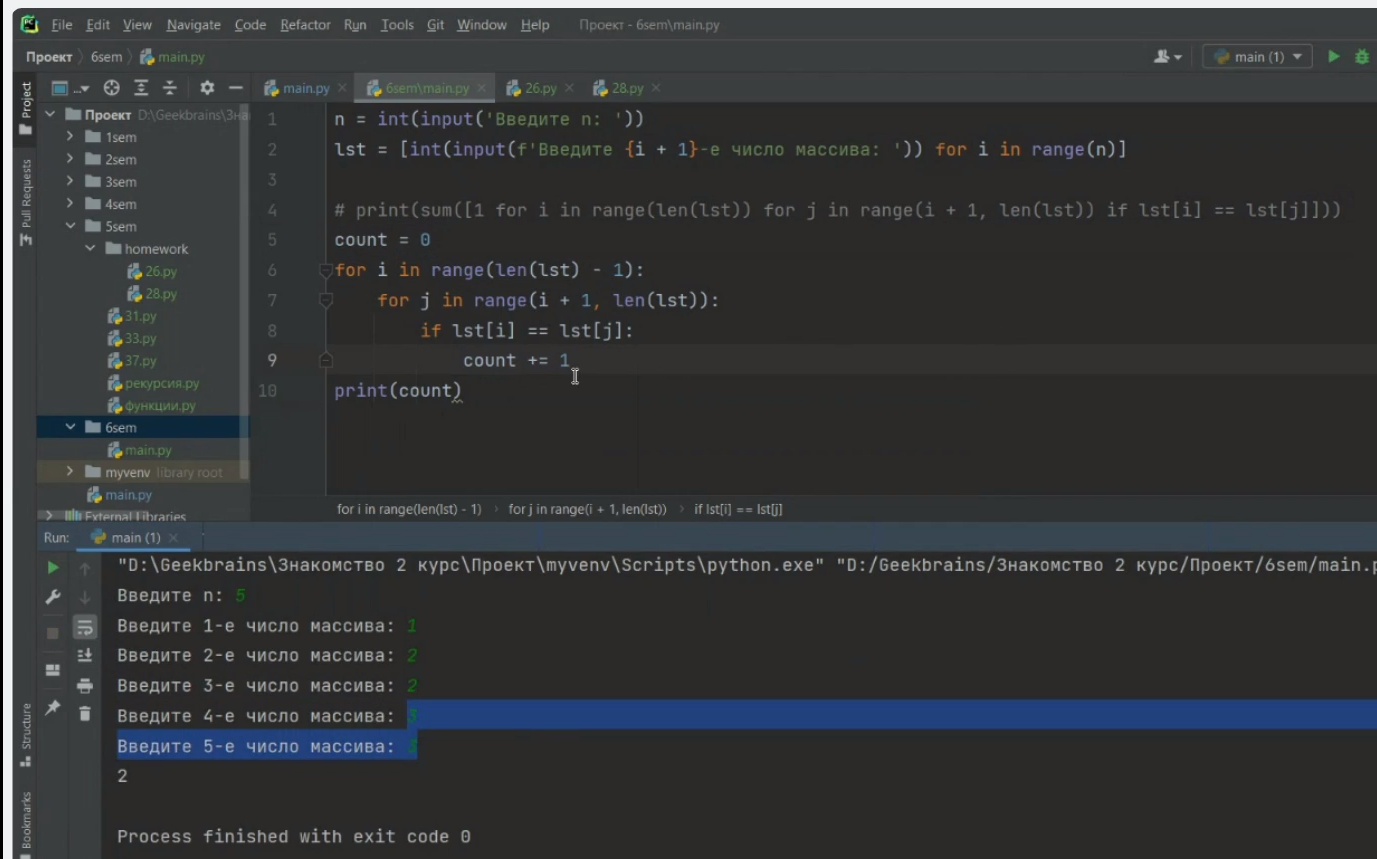 File Edit View Navigate Code Refactor Run Tools Git Window Help Проект - 6sem\main.py
Проект 6sem main.py main (1)
Project
main.py 6sem\main.py 26.py 28.py
Проект D:\Geekbrains\Зна
1sem
2sem
3sem
4sem
5sem
homework
26.py
28.py
31.py
33.py
37.py
рекурсия.py
функции.py
6sem
main.py
myvenv library root
main.py
External Libraries
Pull Requests
1 n = int(input('Введите n: '))
2 lst = [int(input(f'Введите {i + 1}-е число массива: ')) for i in range(n)]
3
4 # print(sum([1 for i in range(len(lst)) for j in range(i + 1, len(lst)) if lst[i] == lst[j]]))
5 count = 0
6 for i in range(len(lst) - 1):
7 for j in range(i + 1, len(lst)):
8 if lst[i] == lst[j]:
9 count += 1
10 print(count)
for i in range(len(lst) - 1) for j in range(i + 1, len(lst)) if lst[i] == lst[j]
Run: main (1)
"D:\Geekbrains\Знакомство 2 курс\Проект\myvenv\Scripts\python.exe" "D:/Geekbrains/Знакомство 2 курс/Проект/6sem/main.p
Введите n: 5
Введите 1-е число массива: 1
Введите 2-е число массива: 2
Введите 3-е число массива: 2
Введите 4-е число массива: 3
Введите 5-е число массива:
2
Process finished with exit code 0
Structure
Bookmarks